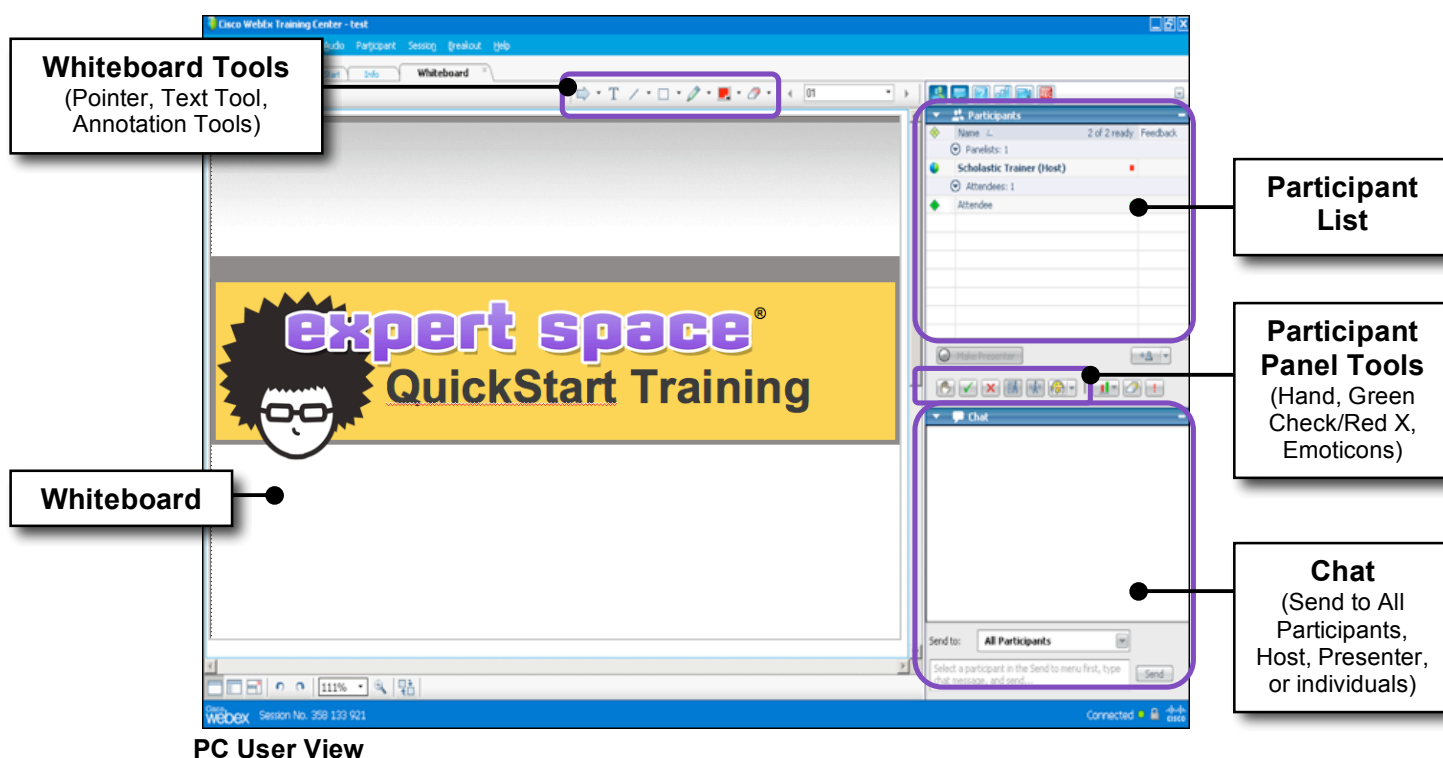 Cisco WebEx Training Center - test
Audio Participant Session Breakout Help
Info Whiteboard
Whiteboard Tools
(Pointer, Text Tool,
Annotation Tools)
T
01
Participants
Name 2 of 2 ready Feedback
Panelists: 1
Scholastic Trainer (Host)
Attendees: 1
Attendee
Participant
List
expert space®
QuickStart Training
Make Presenter
Participant
Panel Tools
(Hand, Green
Check/Red X,
Emoticons)
Chat
Whiteboard
Chat
(Send to All
Participants,
Host, Presenter,
or individuals)
Send to: All Participants
Select a participant in the Send to menu first, type
chat message, and send...
Send
111%
Cisco
webex Session No. 358 133 921
Connected
CISCO
PC User View